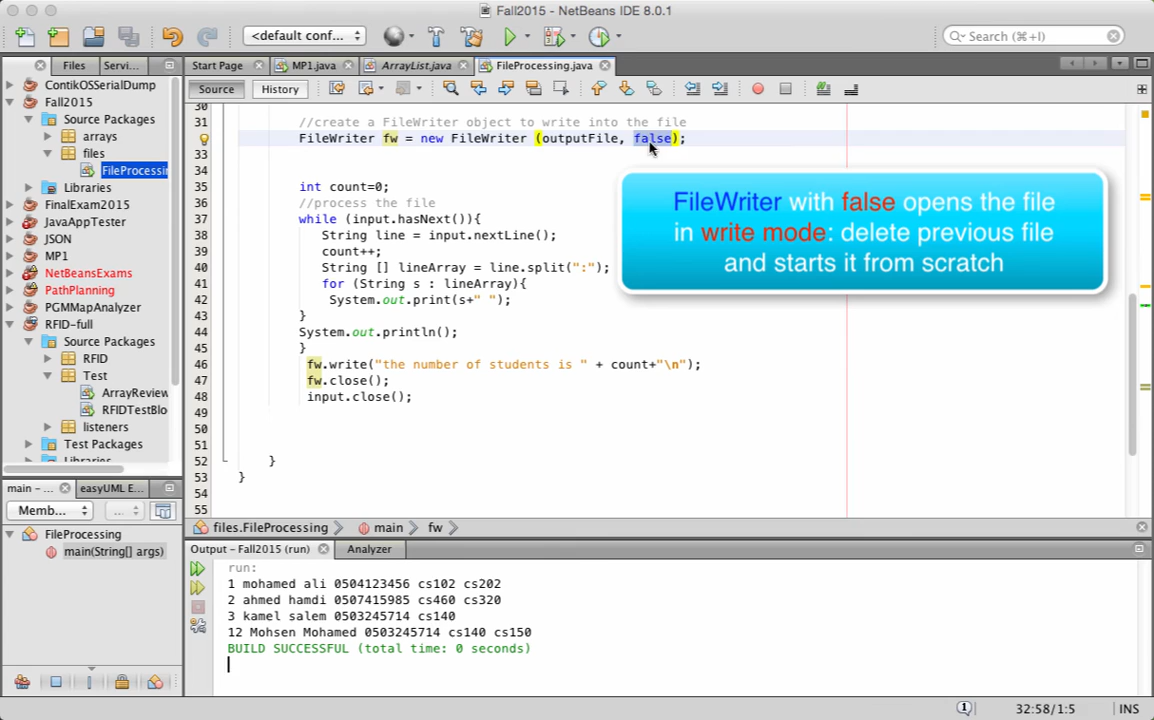 Fall2015 - NetBeans IDE 8.0.1
<default conf...
Search (⌘+I)
Files
Servi...
Start Page
MP1.java
ArrayList.java
FileProcessing.java
Source
History
ContikOSSerialDump
Fall2015
Source Packages
arrays
files
FileProcessin
Libraries
FinalExam2015
JavaAppTester
JSON
MP1
NetBeansExams
PathPlanning
PGMMapAnalyzer
RFID-full
Source Packages
RFID
Test
ArrayReview
RFIDTestBlo
listeners
Test Packages
Libraries
30
31 //create a FileWriter object to write into the file
FileWriter fw = new FileWriter (outputFile, false);
33
34
35 int count=0;
36 //process the file
37 while (input.hasNext()){
38 String line = input.nextLine();
39 count++;
40 String [] lineArray = line.split(":");
41 for (String s : lineArray){
42 System.out.print(s+" ");
43 }
44 System.out.println();
45 }
46 fw.write("the number of students is " + count+"\n");
47 fw.close();
48 input.close();
49
50
51
52 }
53 }
54
55
FileWriter with false opens the file
in write mode: delete previous file
and starts it from scratch
main - ...
easyUML E...
Memb...
...
FileProcessing
main(String[] args)
files.FileProcessing
main
fw
Output - Fall2015 (run)
Analyzer
run:
1 mohamed ali 0504123456 cs102 cs202
2 ahmed hamdi 0507415985 cs460 cs320
3 kamel salem 0503245714 cs140
12 Mohsen Mohamed 0503245714 cs140 cs150
BUILD SUCCESSFUL (total time: 0 seconds)
1
32:58/1:5
INS